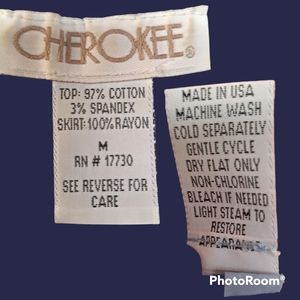 CHEROKEE®
TOP: 97% COTTON
3% SPANDEX
SKIRT: 100% RAYON
M
RN # 17730
SEE REVERSE FOR
CARE
MADE IN USA
MACHINE WASH
COLD SEPARATELY
GENTLE CYCLE
DRY FLAT ONLY
NON-CHLORINE
BLEACH IF NEEDED
LIGHT STEAM TO
RESTORE
APPEARANCE
PhotoRoom